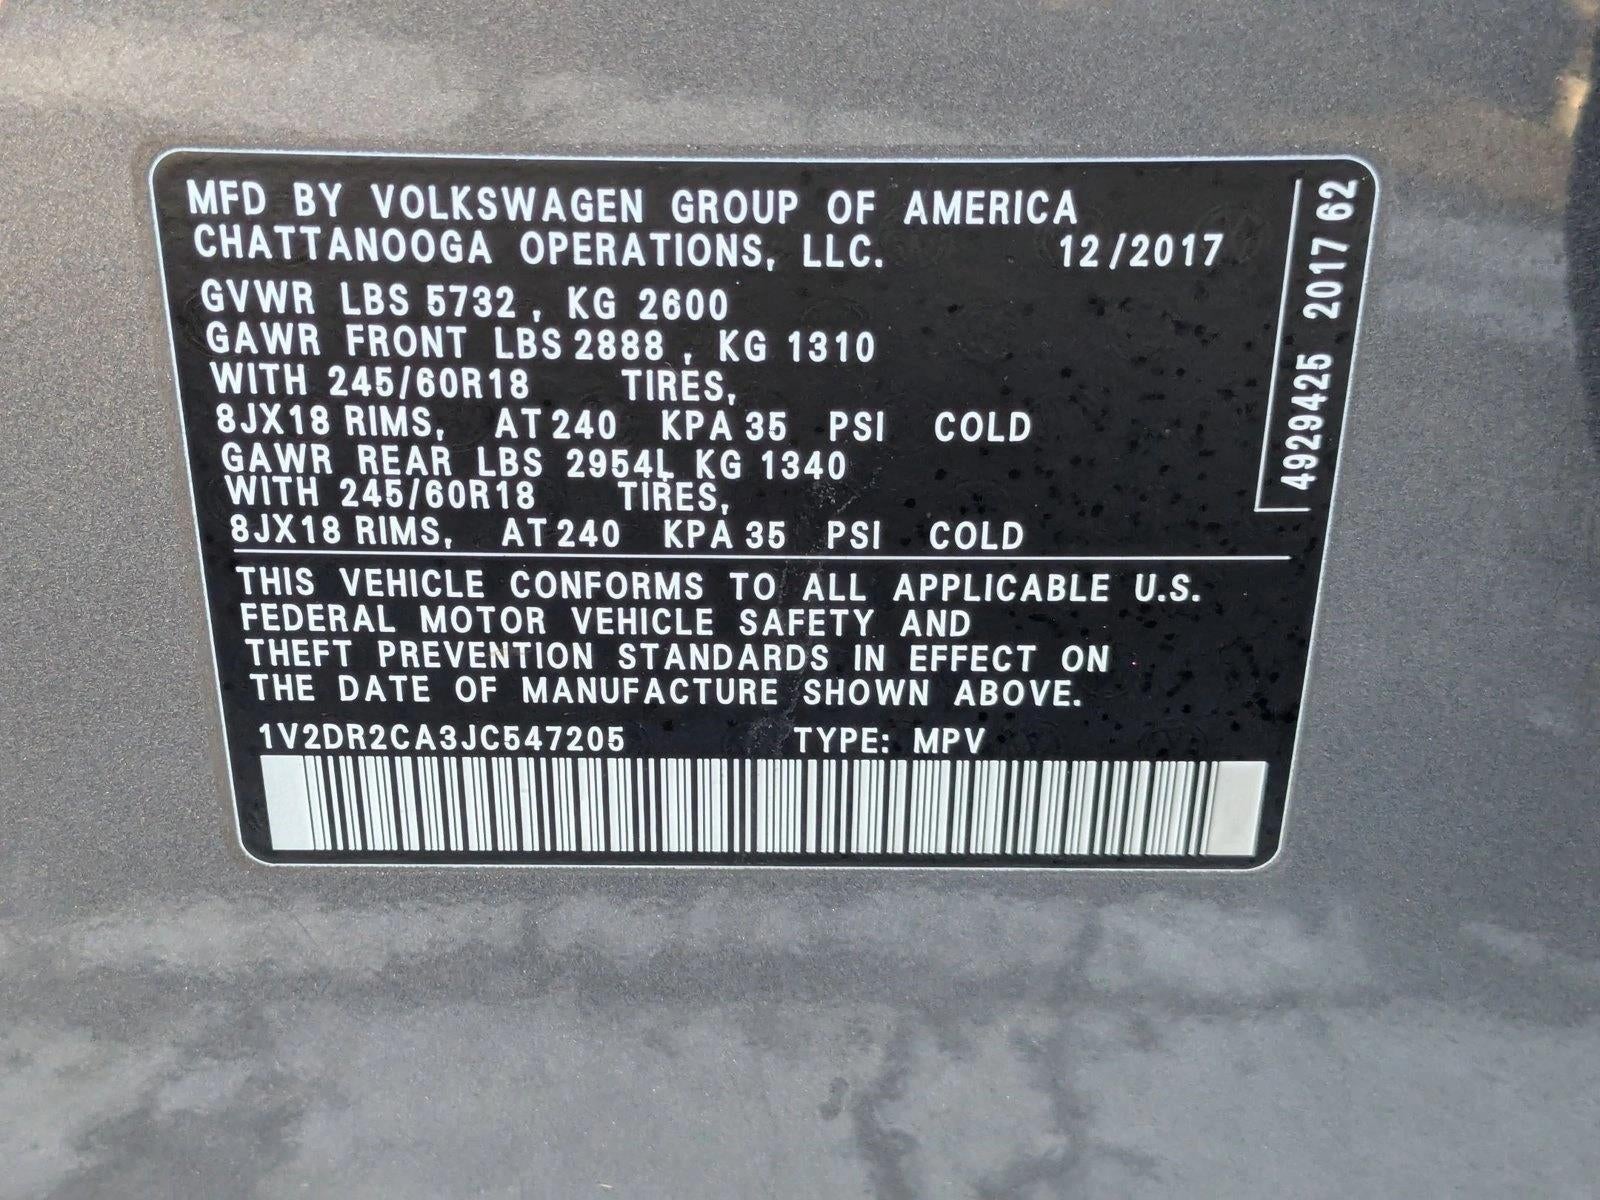 MFD BY VOLKSWAGEN GROUP OF AMERICA
CHATTANOOGA OPERATIONS, LLC. 12/2017
GVWR LBS 5732 , KG 2600
GAWR FRONT LBS 2888 , KG 1310
WITH 245/60R18 TIRES,
8JX18 RIMS, AT 240 KPA 35 PSI COLD
GAWR REAR LBS 2954L KG 1340
WITH 245/60R18 TIRES,
8JX18 RIMS, AT 240 KPA 35 PSI COLD
THIS VEHICLE CONFORMS TO ALL APPLICABLE U.S.
FEDERAL MOTOR VEHICLE SAFETY AND
THEFT PREVENTION STANDARDS IN EFFECT ON
THE DATE OF MANUFACTURE SHOWN ABOVE.
1V2DR2CA3JC547205 TYPE: MPV
4929425 2017 62